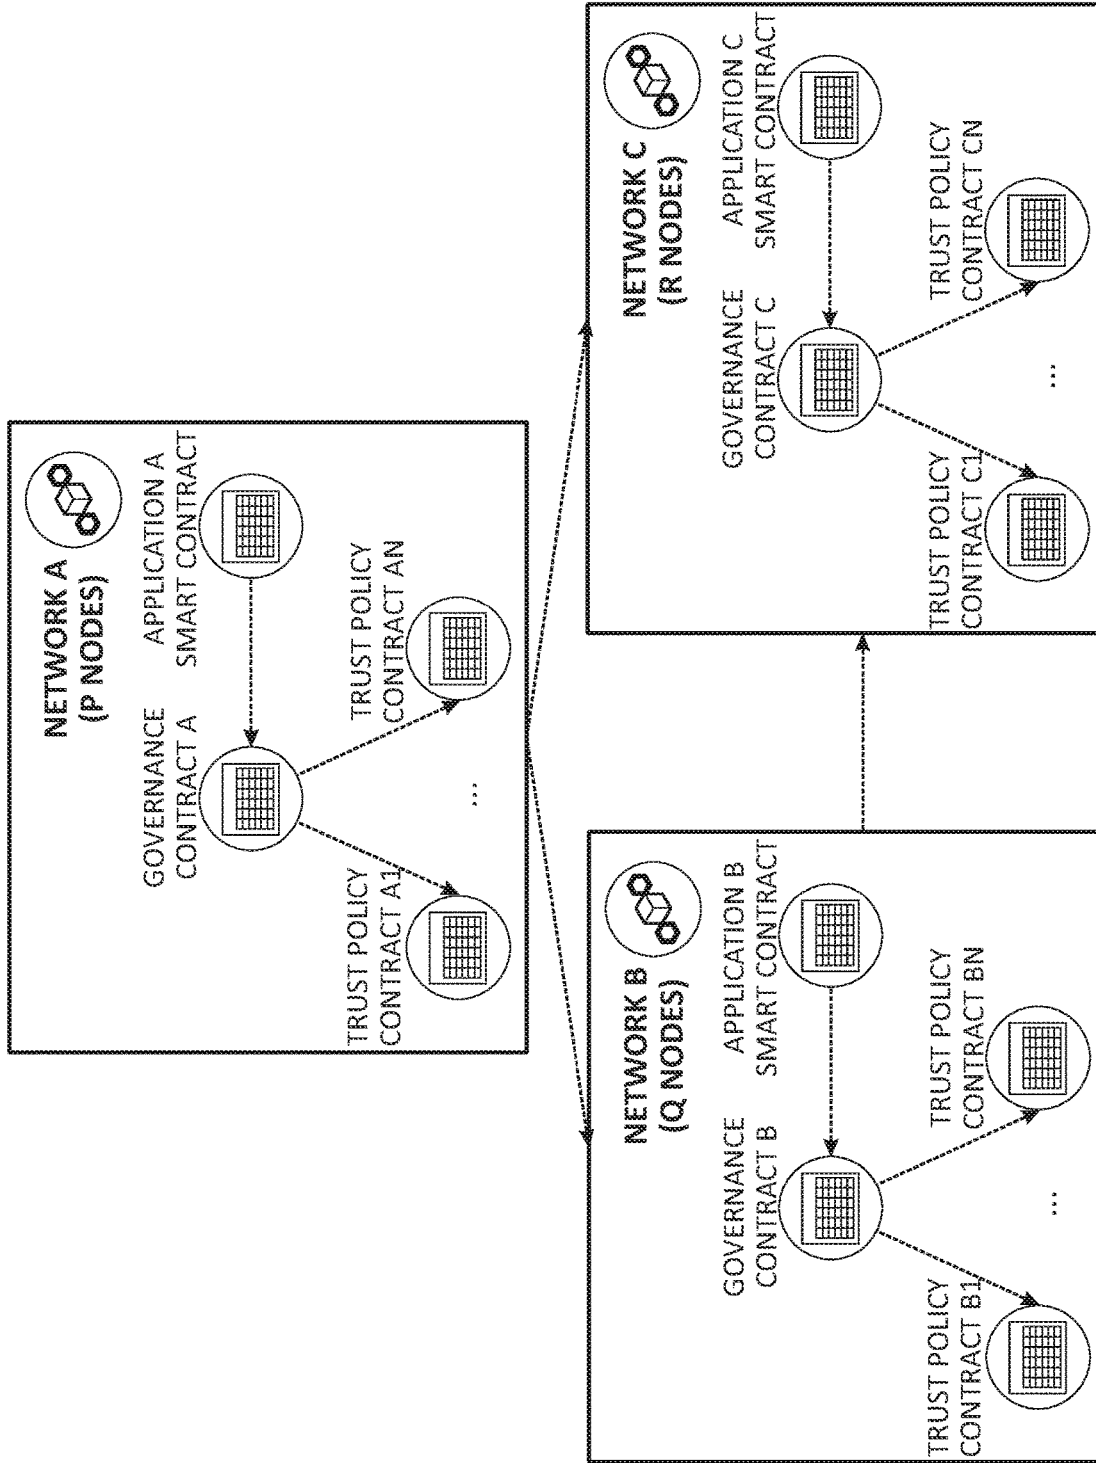 NETWORK A
(P NODES)
GOVERNANCE
CONTRACT A
APPLICATION A
SMART CONTRACT
TRUST POLICY
CONTRACT A1
...
TRUST POLICY
CONTRACT AN
NETWORK B
(Q NODES)
GOVERNANCE
CONTRACT B
APPLICATION B
SMART CONTRACT
TRUST POLICY
CONTRACT B1
...
TRUST POLICY
CONTRACT BN
NETWORK C
(R NODES)
GOVERNANCE
CONTRACT C
APPLICATION C
SMART CONTRACT
TRUST POLICY
CONTRACT C1
...
TRUST POLICY
CONTRACT CN